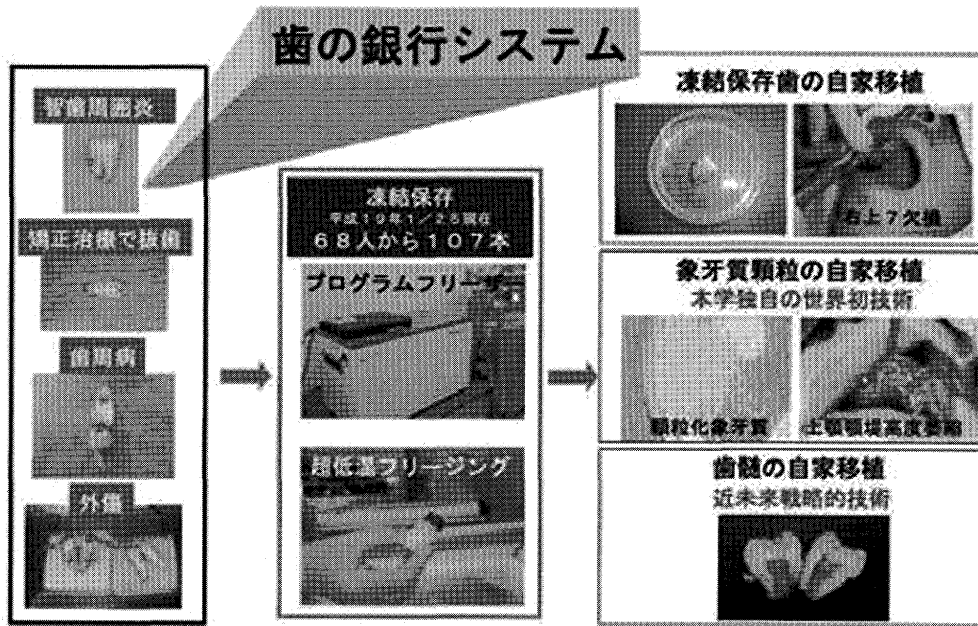 歯の銀行システム
智歯周囲炎
矯正治療で抜歯
歯周病
外傷
凍結保存
平成19年1/25現在
68人から107本
プログラムフリーザー
超低温フリージング
凍結保存歯の自家移植
右上7欠損
象牙質顆粒の自家移植
本学独自の世界初技術
顆粒化象牙質
上顎顎堤高度萎縮
歯髄の自家移植
近未来戦略的技術